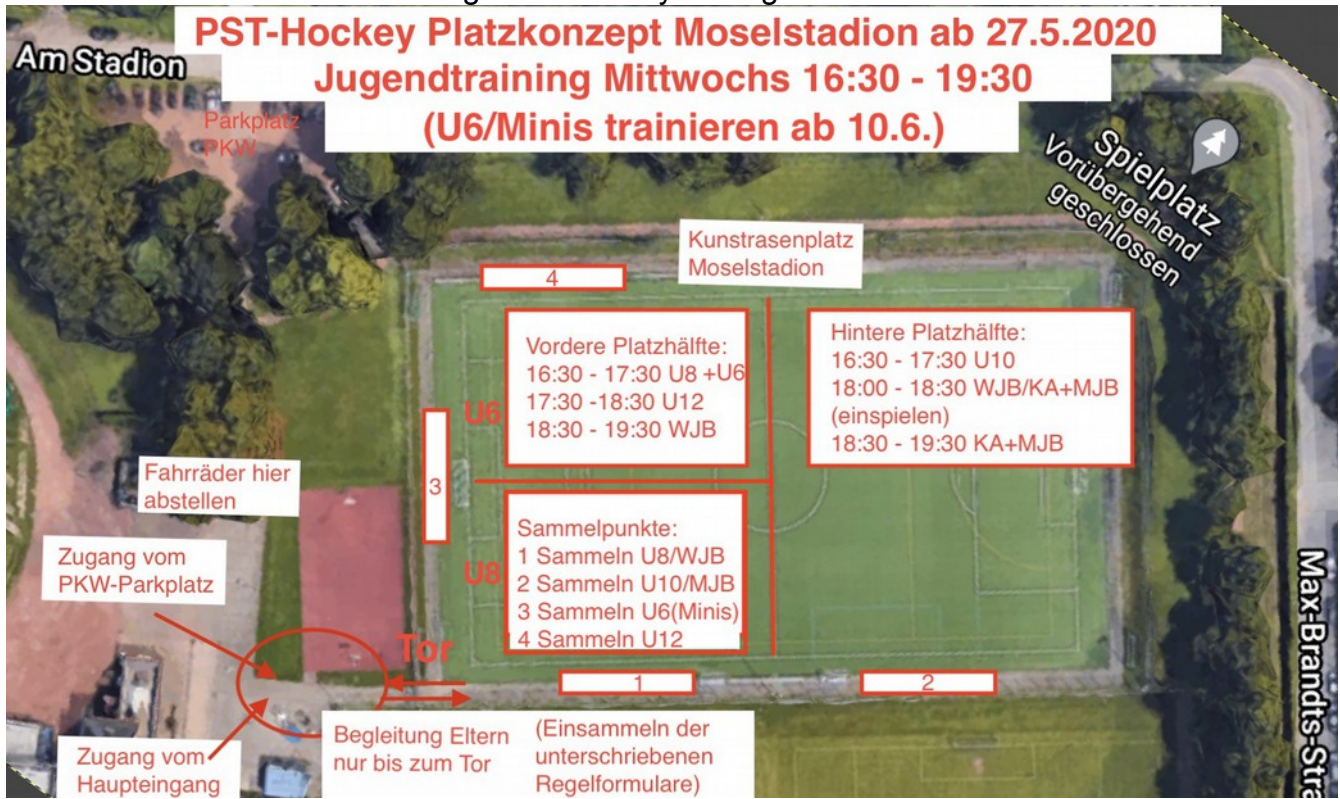 PST-Hockey Platzkonzept Moselstadion ab 27.5.2020
Jugendtraining Mittwochs 16:30 - 19:30
(U6/Minis trainieren ab 10.6.)
Am Stadion
Parkplatz
PKW
Spielplatz
Vorübergehend
geschlossen
Kunstrasenplatz
Moselstadion
4
Vordere Platzhälfte:
16:30 - 17:30 U8 +U6
17:30 -18:30 U12
18:30 - 19:30 WJB
Hintere Platzhälfte:
16:30 - 17:30 U10
18:00 - 18:30 WJB/KA+MJB
(einspielen)
18:30 - 19:30 KA+MJB
U6
3
Fahrräder hier
abstellen
U8
Sammelpunkte:
1 Sammeln U8/WJB
2 Sammeln U10/MJB
3 Sammeln U6(Minis)
4 Sammeln U12
Zugang vom
PKW-Parkplatz
Tor
1
2
Max-Brandts-Stra
Zugang vom
Haupteingang
Begleitung Eltern
nur bis zum Tor
(Einsammeln der
unterschriebenen
Regelformulare)